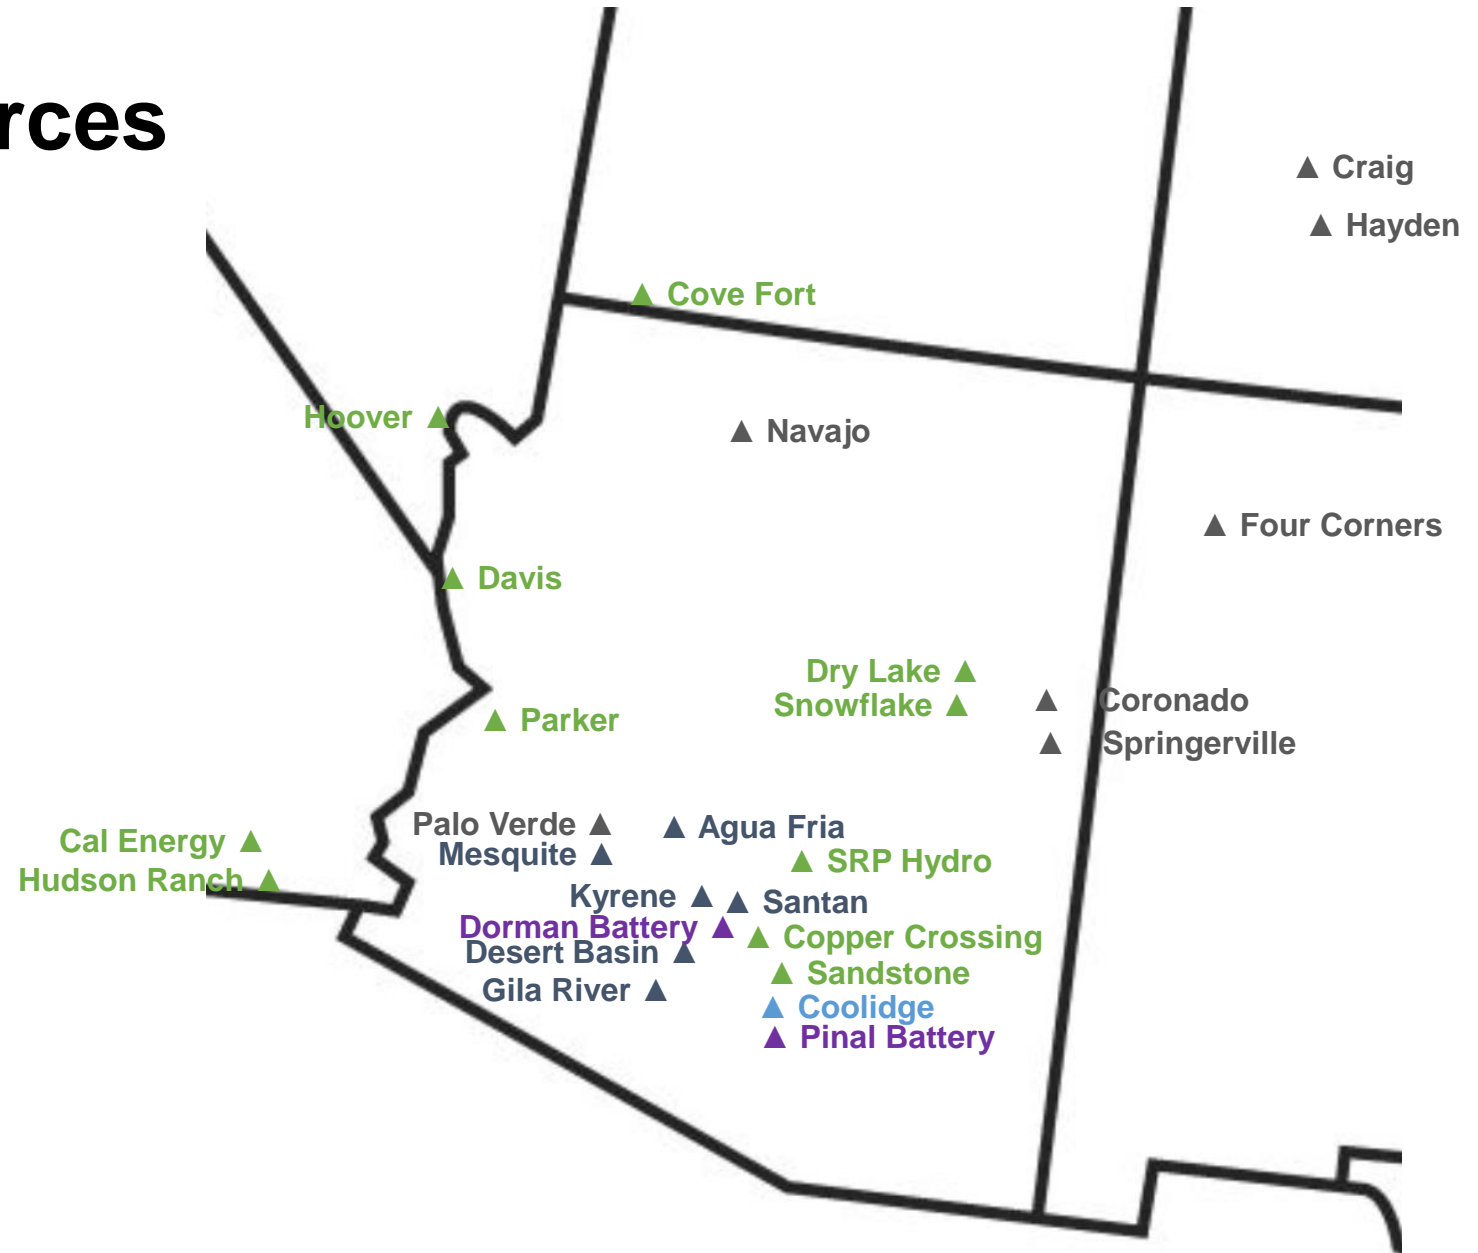 rces
Craig
Hayden
Cove Fort
Hoover
Navajo
Four Corners
Davis
Dry Lake
Snowflake
Coronado
Parker
Springerville
Palo Verde
Agua Fria
Cal Energy
Mesquite
SRP Hydro
Hudson Ranch
Kyrene
Santan
Dorman Battery
Copper Crossing
Desert Basin
Sandstone
Gila River
Coolidge
Pinal Battery